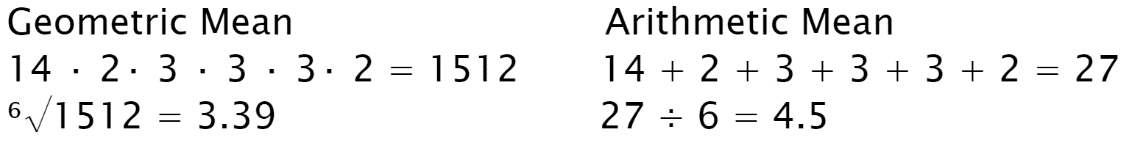 Geometric Mean
14 · 2 · 3 · 3 · 3 · 2 = 1512
⁶√1512 = 3.39
Arithmetic Mean
14 + 2 + 3 + 3 + 3 + 2 = 27
27 ÷ 6 = 4.5